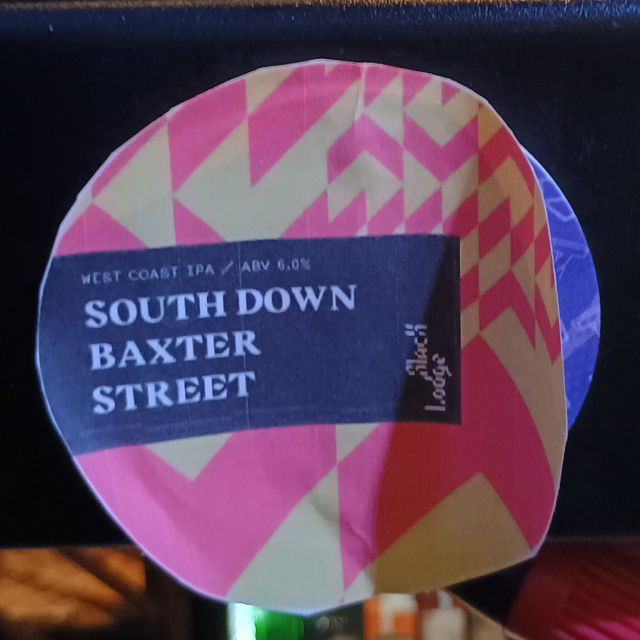 WEST COAST IPA / ABV 6.0%
SOUTH DOWN
BAXTER
STREET
Black
Lodge